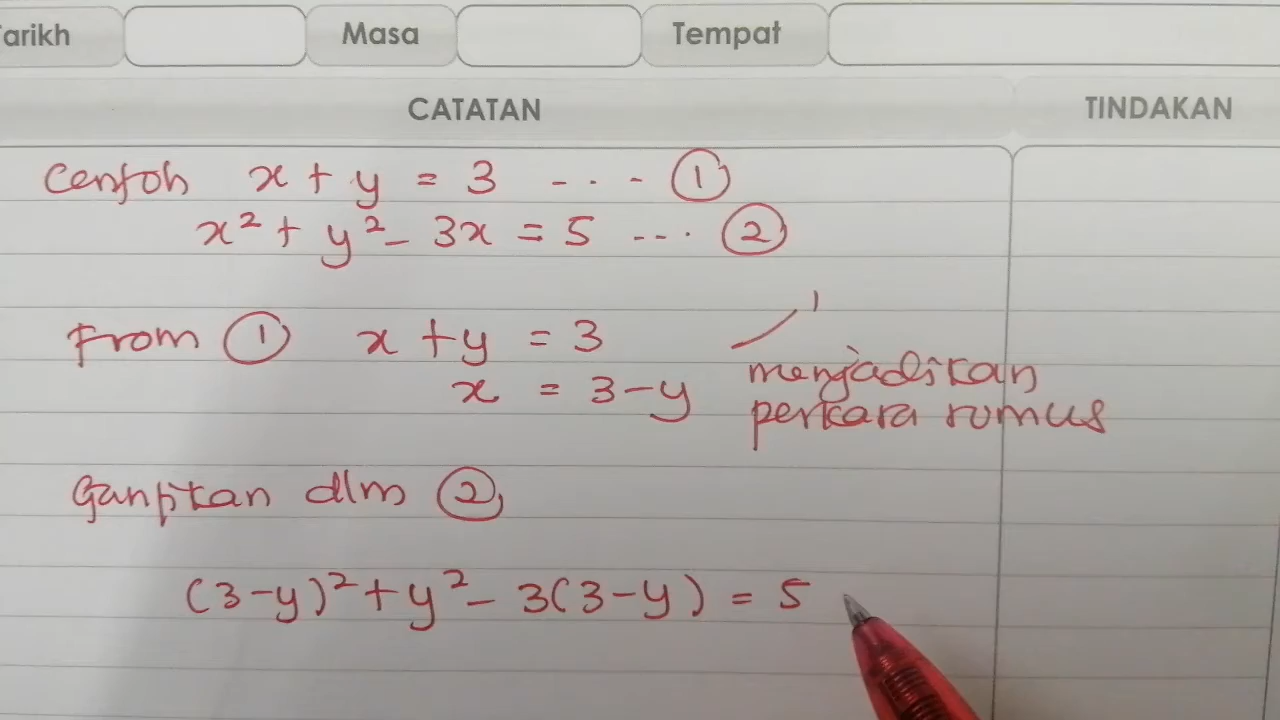 Tarikh Masa Tempat
CATATAN TINDAKAN
Contoh x + y = 3 ... ①
x² + y² - 3x = 5 ... ②
From ① x + y = 3
x = 3 - y
menjadikan
perkara rumus
Gantikan dlm ②
(3 - y)² + y² - 3(3 - y) = 5